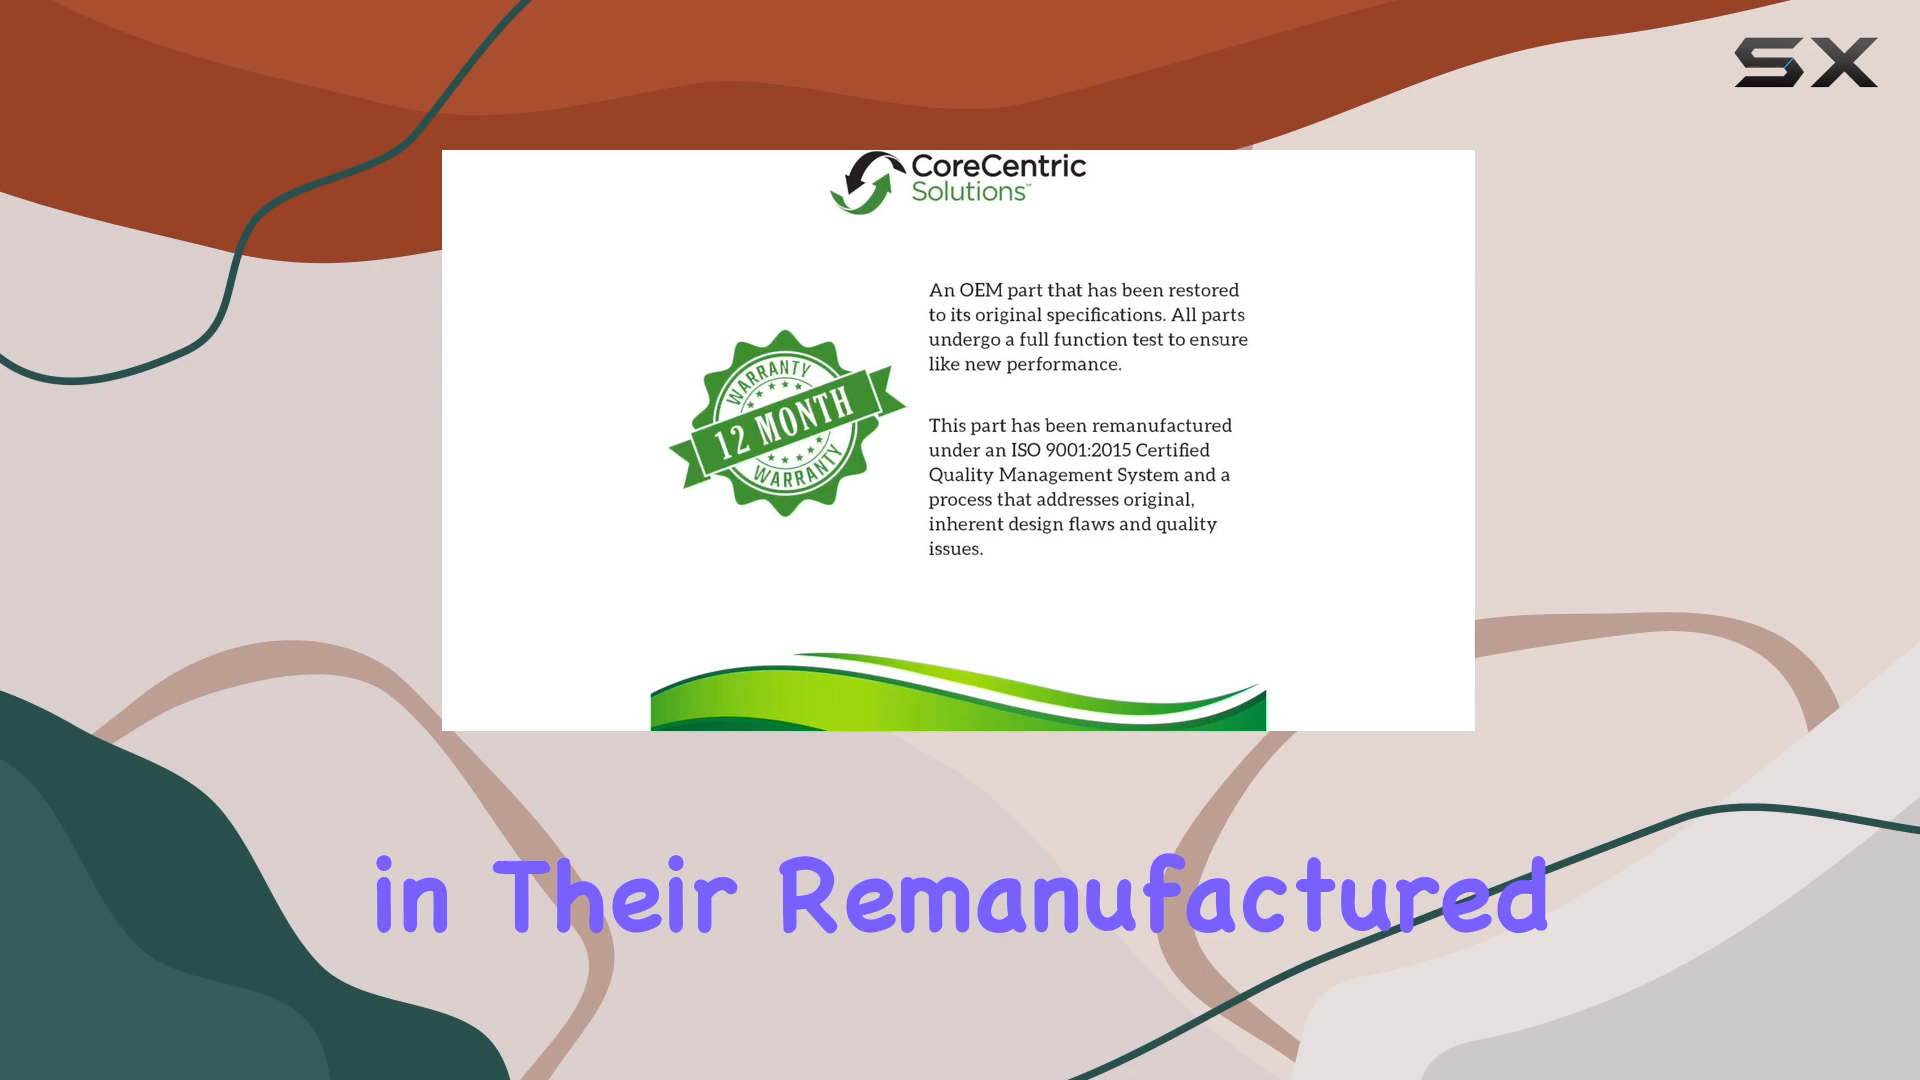 SX
CoreCentric
Solutions™
WARRANTY
12 MONTH
WARRANTY
An OEM part that has been restored
to its original specifications. All parts
undergo a full function test to ensure
like new performance.
This part has been remanufactured
under an ISO 9001:2015 Certified
Quality Management System and a
process that addresses original,
inherent design flaws and quality
issues.
in Their Remanufactured